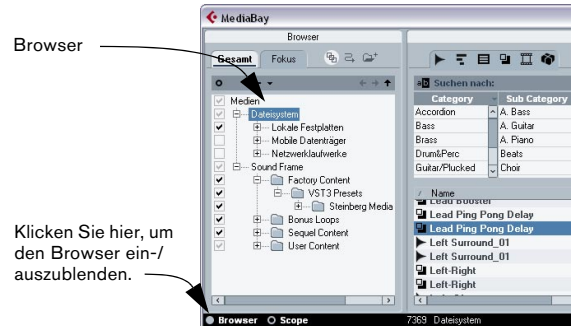 MediaBay
Browser
Browser
Gesamt Fokus
Suchen nach:
Category Sub Category
Medien
Dateisystem
Lokale Festplatten
Mobile Datenträger
Netzwerklaufwerke
Sound Frame
Factory Content
VST3 Presets
Steinberg Media
Bonus Loops
Sequel Content
User Content
Accordion A. Bass
Bass A. Guitar
Brass A. Piano
Drum&Perc Beats
Guitar/Plucked Choir
Name
Lead Booster
Lead Ping Pong Delay
Lead Ping Pong Delay
Left Surround_01
Left Surround_01
Left-Right
Left-Right
Klicken Sie hier, um
den Browser ein-/
auszublenden.
Browser Scope
7369 Dateisystem